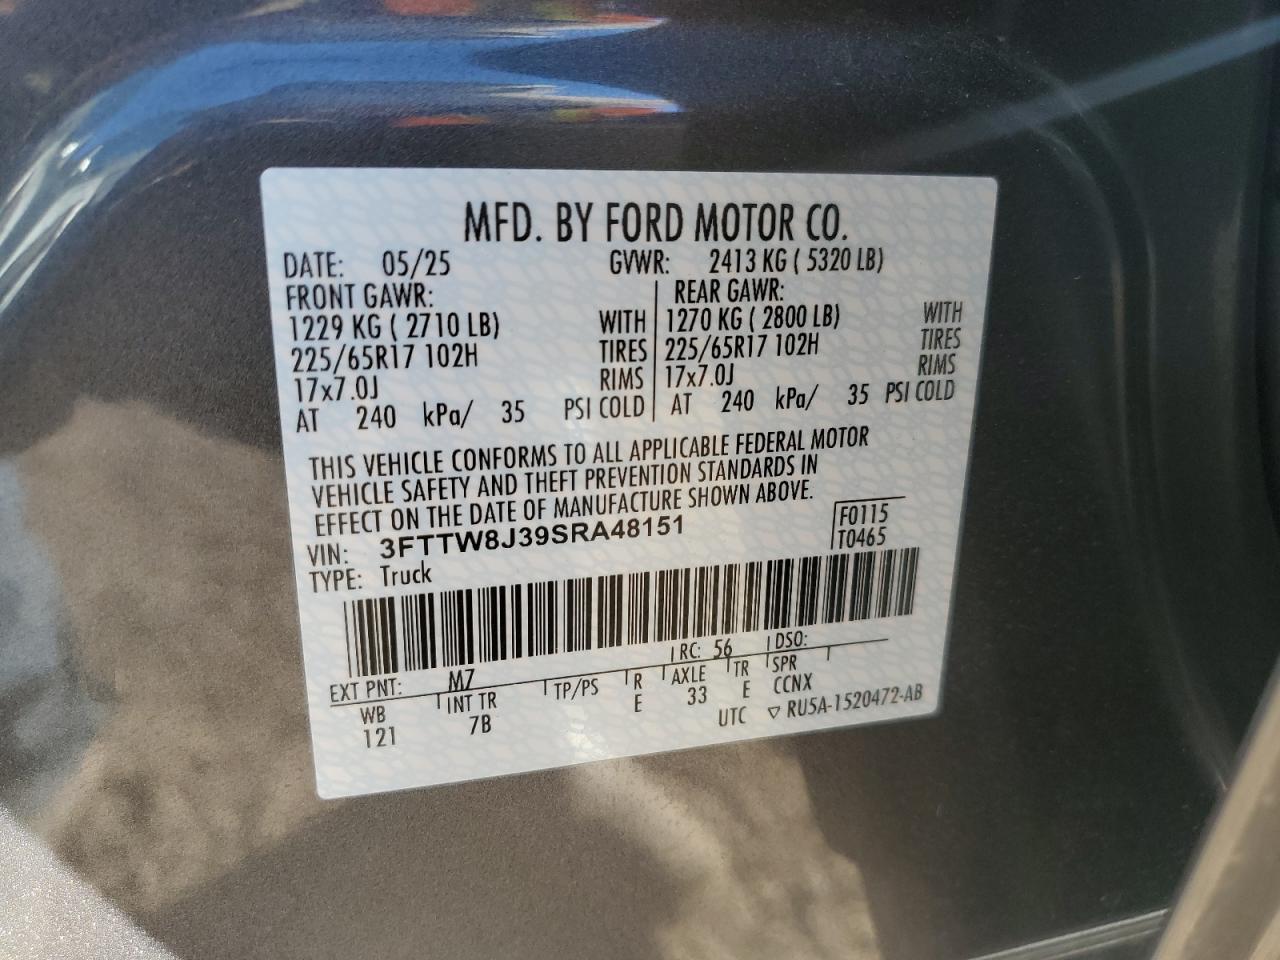 MFD. BY FORD MOTOR CO.
DATE: 05/25 GVWR: 2413 KG ( 5320 LB)
FRONT GAWR: REAR GAWR:
1229 KG ( 2710 LB) WITH 1270 KG ( 2800 LB) WITH
225/65R17 102H TIRES 225/65R17 102H TIRES
17x7.0J RIMS 17x7.0J RIMS
AT 240 kPa/ 35 PSI COLD AT 240 kPa/ 35 PSI COLD
THIS VEHICLE CONFORMS TO ALL APPLICABLE FEDERAL MOTOR
VEHICLE SAFETY AND THEFT PREVENTION STANDARDS IN
EFFECT ON THE DATE OF MANUFACTURE SHOWN ABOVE.
F0115
VIN: 3FTTW8J39SRA48151 T0465
TYPE: Truck
EXT PNT: M7 RC: 56 DSO:
WB INT TR TP/PS R AXLE TR SPR
121 7B E 33 E CCNX
UTC ▽ RU5A-1520472-AB